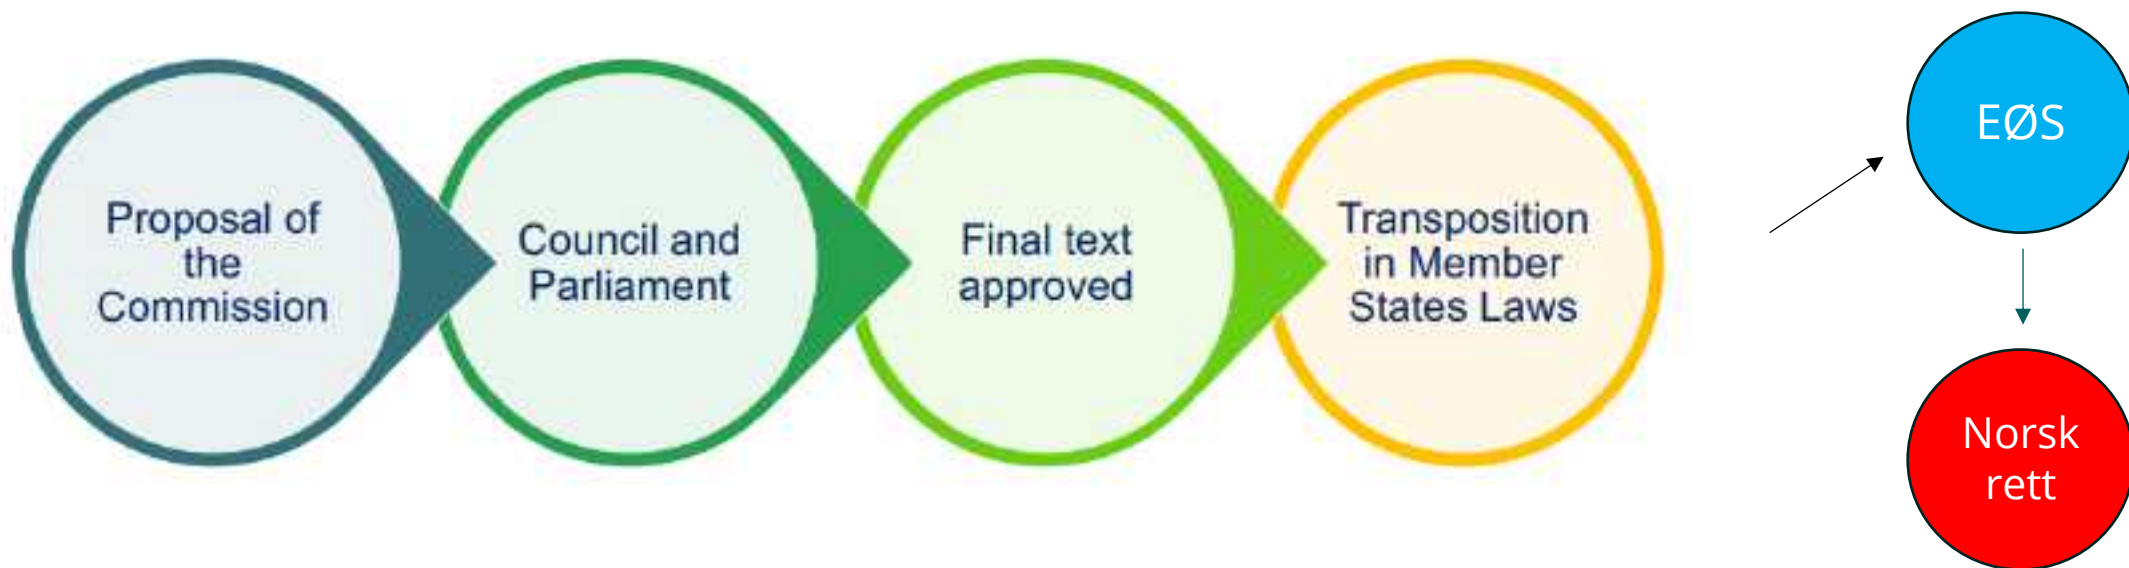 Proposal of
the
Commission
Council and
Parliament
Final text
approved
Transposition
in Member
States Laws
EØS
Norsk
rett